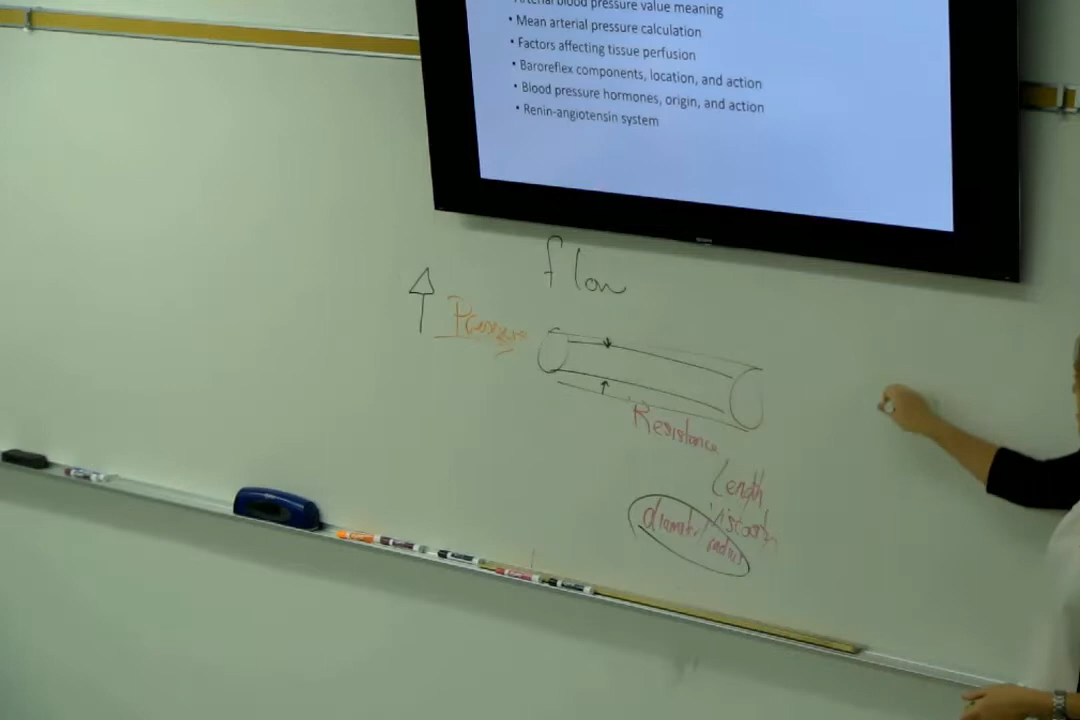 Arterial blood pressure value meaning
• Mean arterial pressure calculation
• Factors affecting tissue perfusion
• Baroreflex components, location, and action
• Blood pressure hormones, origin, and action
• Renin-angiotensin system
flow
Pressure
Resistance
Length
Viscosity
diameter/
radius